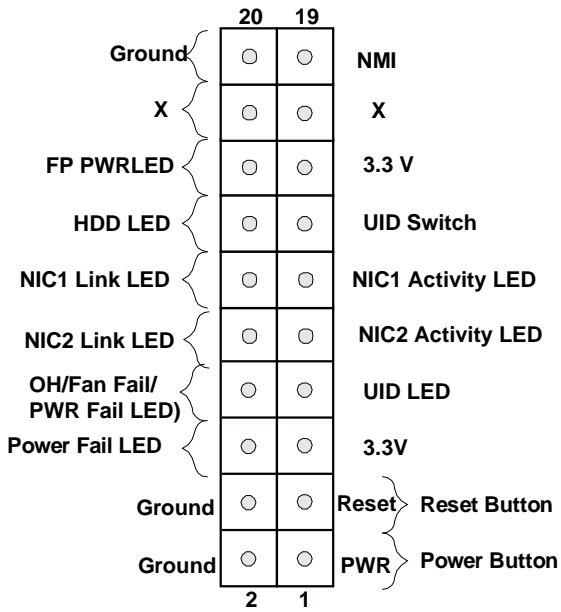 20 19
Ground NMI
X X
FP PWRLED 3.3 V
HDD LED UID Switch
NIC1 Link LED NIC1 Activity LED
NIC2 Link LED NIC2 Activity LED
OH/Fan Fail/
PWR Fail LED) UID LED
Power Fail LED 3.3V
Ground Reset Reset Button
Ground PWR Power Button
2 1